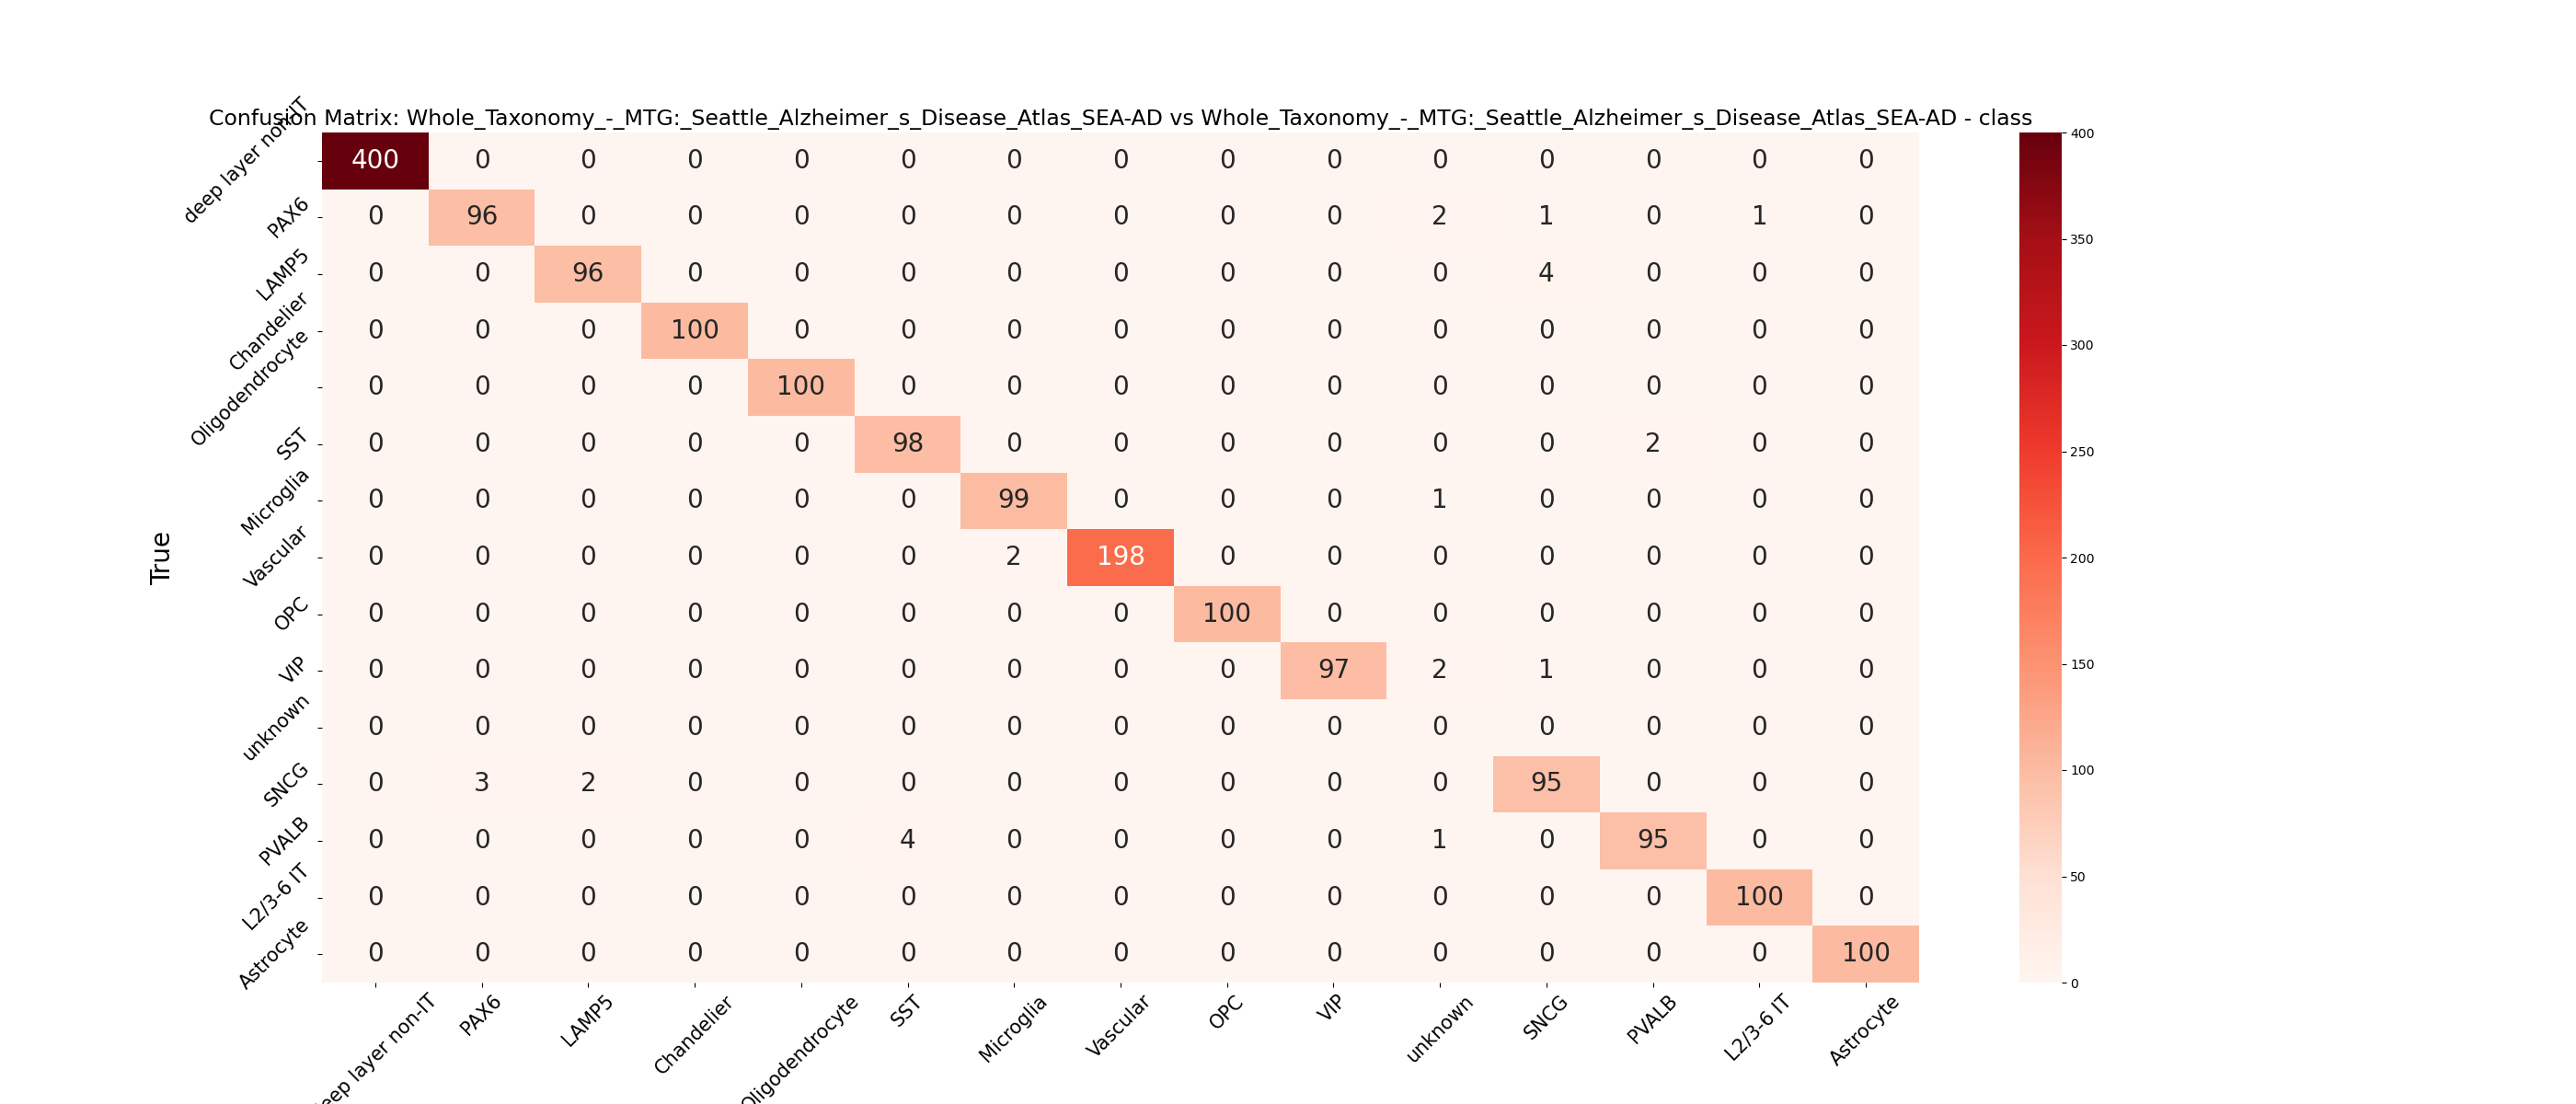 Confusion Matrix: Whole_Taxonomy_-_MTG:_Seattle_Alzheimer_s_Disease_Atlas_SEA-AD vs Whole_Taxonomy_-_MTG:_Seattle_Alzheimer_s_Disease_Atlas_SEA-AD - class
True
deep layer non-IT 400 0 0 0 0 0 0 0 0 0 0 0 0 0 0
PAX6 0 96 0 0 0 0 0 0 0 0 2 1 0 1 0
LAMP5 0 0 96 0 0 0 0 0 0 0 0 4 0 0 0
Chandelier 0 0 0 100 0 0 0 0 0 0 0 0 0 0 0
Oligodendrocyte 0 0 0 0 100 0 0 0 0 0 0 0 0 0 0
SST 0 0 0 0 0 98 0 0 0 0 0 0 2 0 0
Microglia 0 0 0 0 0 0 99 0 0 0 1 0 0 0 0
Vascular 0 0 0 0 0 0 2 198 0 0 0 0 0 0 0
OPC 0 0 0 0 0 0 0 0 100 0 0 0 0 0 0
VIP 0 0 0 0 0 0 0 0 0 97 2 1 0 0 0
unknown 0 0 0 0 0 0 0 0 0 0 0 0 0 0 0
SNCG 0 3 2 0 0 0 0 0 0 0 0 95 0 0 0
PVALB 0 0 0 0 0 4 0 0 0 0 1 0 95 0 0
L2/3-6 IT 0 0 0 0 0 0 0 0 0 0 0 0 0 100 0
Astrocyte 0 0 0 0 0 0 0 0 0 0 0 0 0 0 100
layer non-IT PAX6 LAMP5 Chandelier Oligodendrocyte SST Microglia Vascular OPC VIP unknown SNCG PVALB L2/3-6 IT Astrocyte
400
350
300
250
200
150
100
50
0